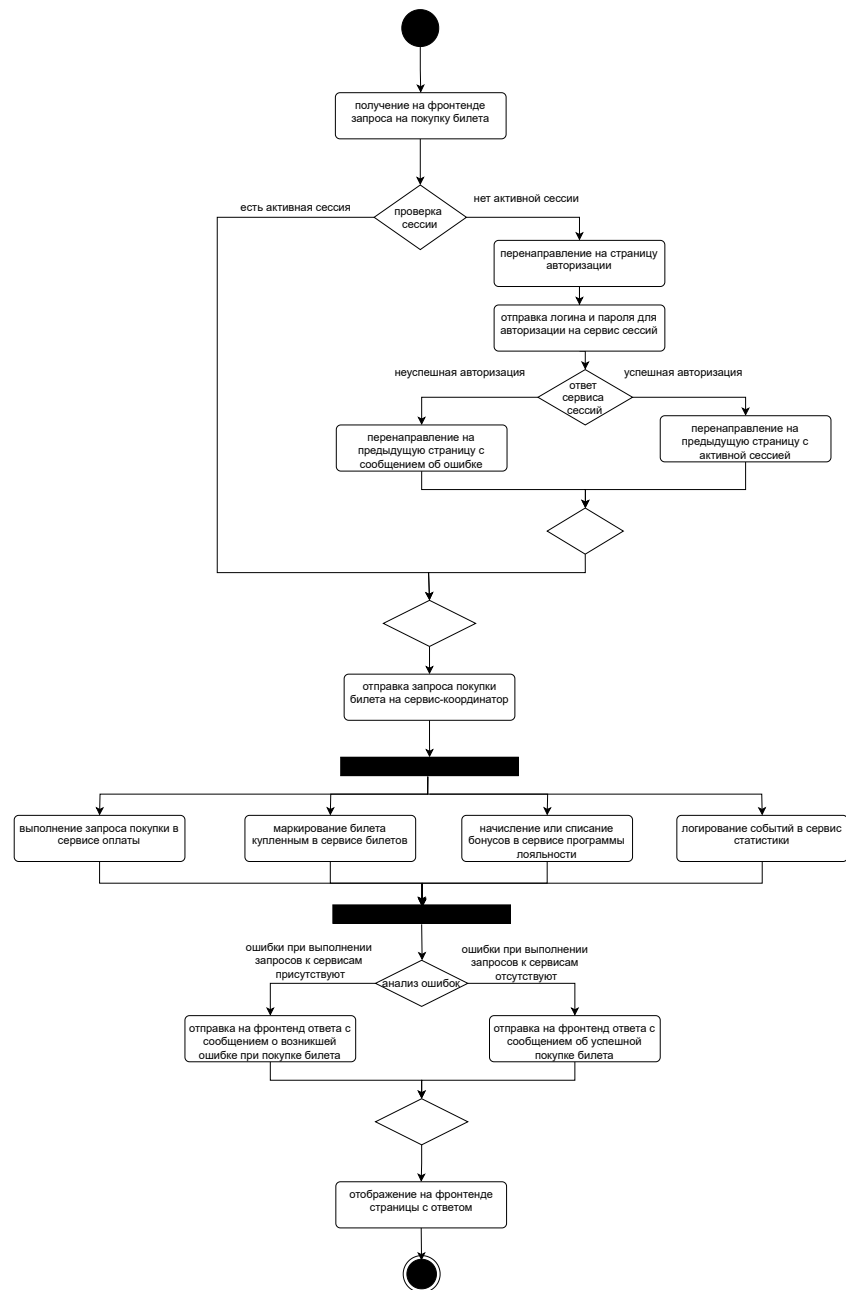 получение на фронтенде
запроса на покупку билета
есть активная сессия
нет активной сессии
проверка
сессии
перенаправление на страницу
авторизации
отправка логина и пароля для
авторизации на сервис сессий
неуспешная авторизация
успешная авторизация
ответ
сервиса
сессий
перенаправление на
предыдущую страницу с
сообщением об ошибке
перенаправление на
предыдущую страницу с
активной сессией
отправка запроса покупки
билета на сервис-координатор
выполнение запроса покупки в
сервисе оплаты
маркирование билета
купленным в сервисе билетов
начисление или списание
бонусов в сервисе программы
лояльности
логирование событий в сервис
статистики
ошибки при выполнении
запросов к сервисам
присутствуют
ошибки при выполнении
запросов к сервисам
отсутствуют
анализ ошибок
отправка на фронтенд ответа с
сообщением о возникшей
ошибке при покупке билета
отправка на фронтенд ответа с
сообщением об успешной
покупке билета
отображение на фронтенде
страницы с ответом